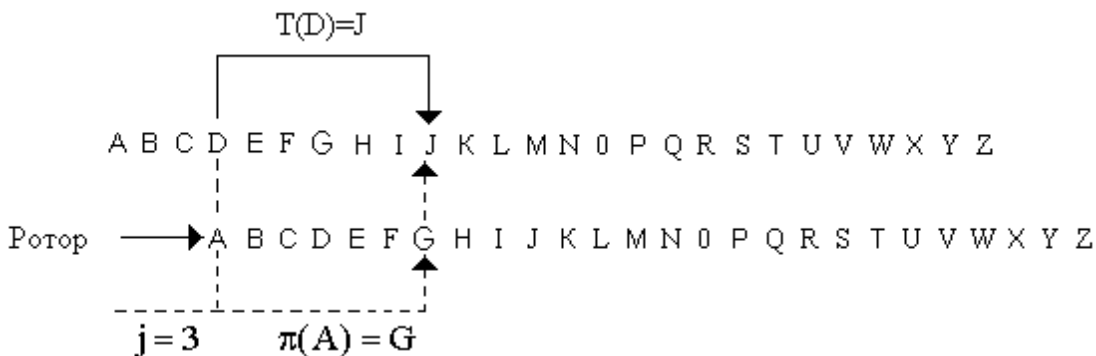 T(D)=J
A B C D E F G H I J K L M N 0 P Q R S T U V W X Y Z
Ротор A B C D E F G H I J K L M N 0 P Q R S T U V W X Y Z
j = 3 π(A) = G